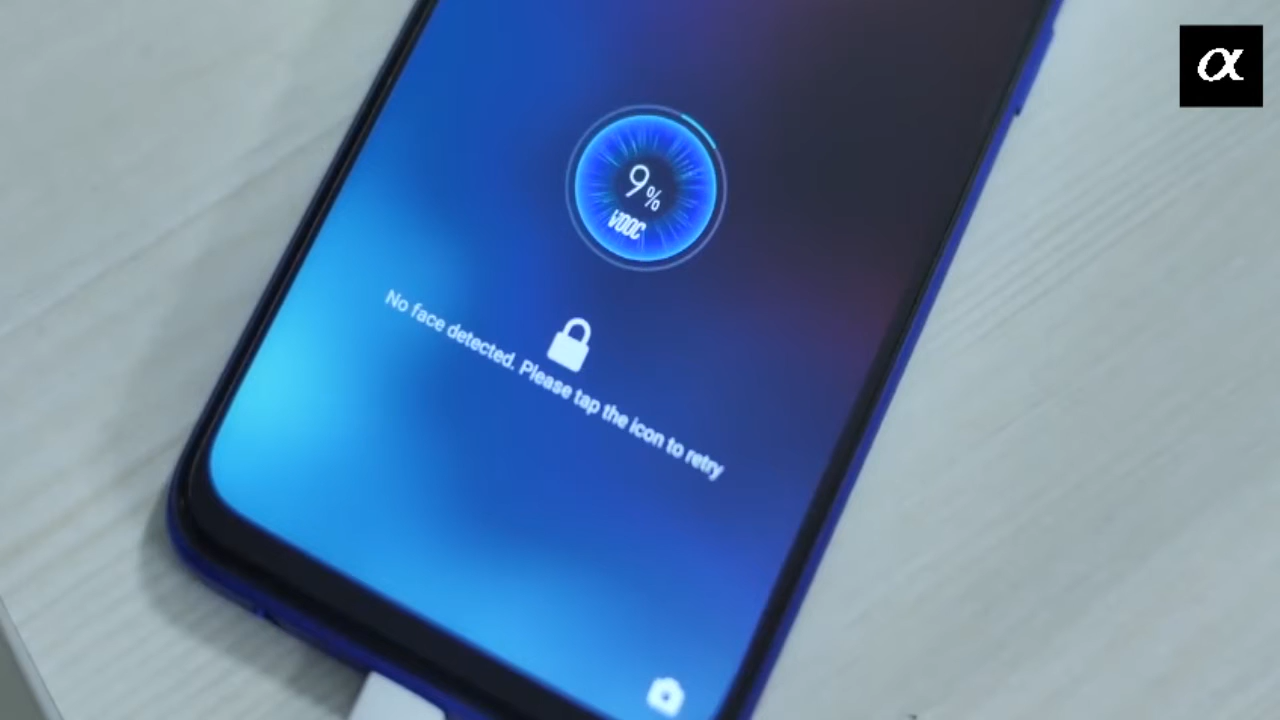 α
9%
VOOC
No face detected. Please tap the icon to retry